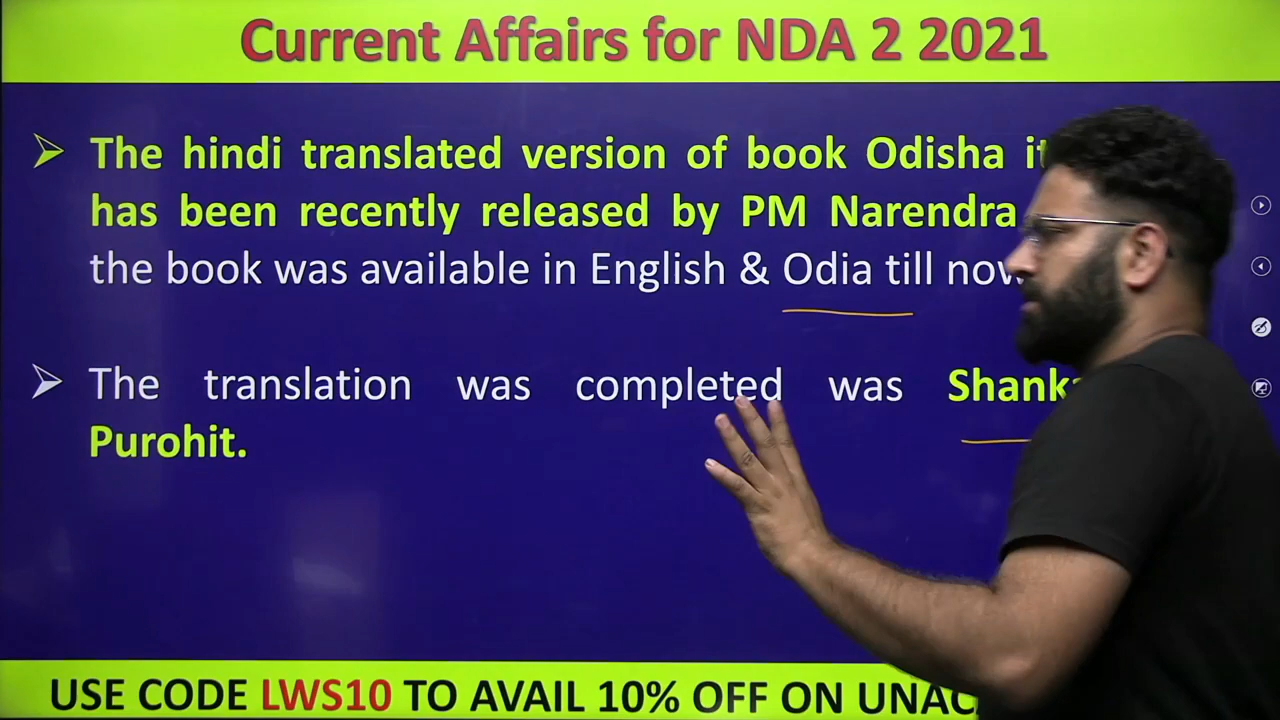 Current Affairs for NDA 2 2021
The hindi translated version of book Odisha
has been recently released by PM Narendra
the book was available in English & Odia till now
The translation was completed was
Purohit.
USE CODE LWS10 TO AVAIL 10% OFF ON